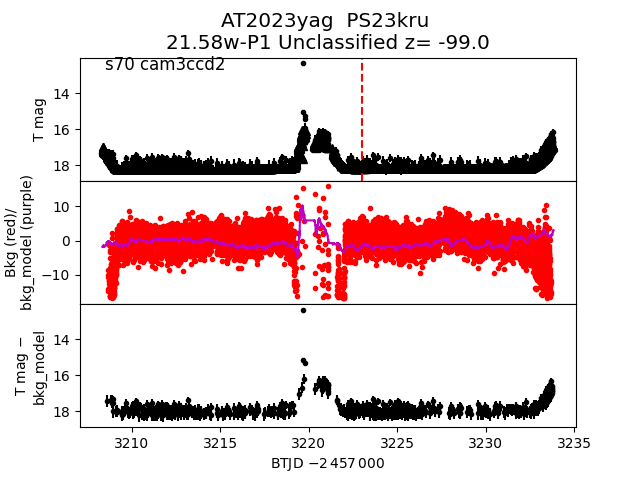 AT2023yag  PS23kru
21.58w-P1 Unclassified z= -99.0
s70 cam3ccd2
T mag
14
16
18
Bkg (red)/
bkg_model (purple)
10
0
−10
T mag −
bkg_model
14
16
18
3210
3215
3220
3225
3230
3235
BTJD −2 457 000